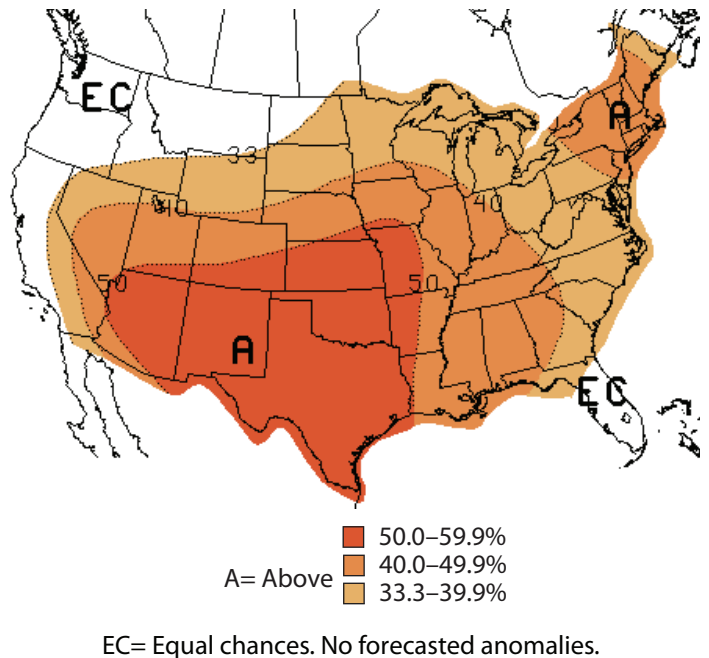 EC
A
33
40
40
50
50
A
EC
50.0–59.9%
A= Above
40.0–49.9%
33.3–39.9%
EC= Equal chances. No forecasted anomalies.